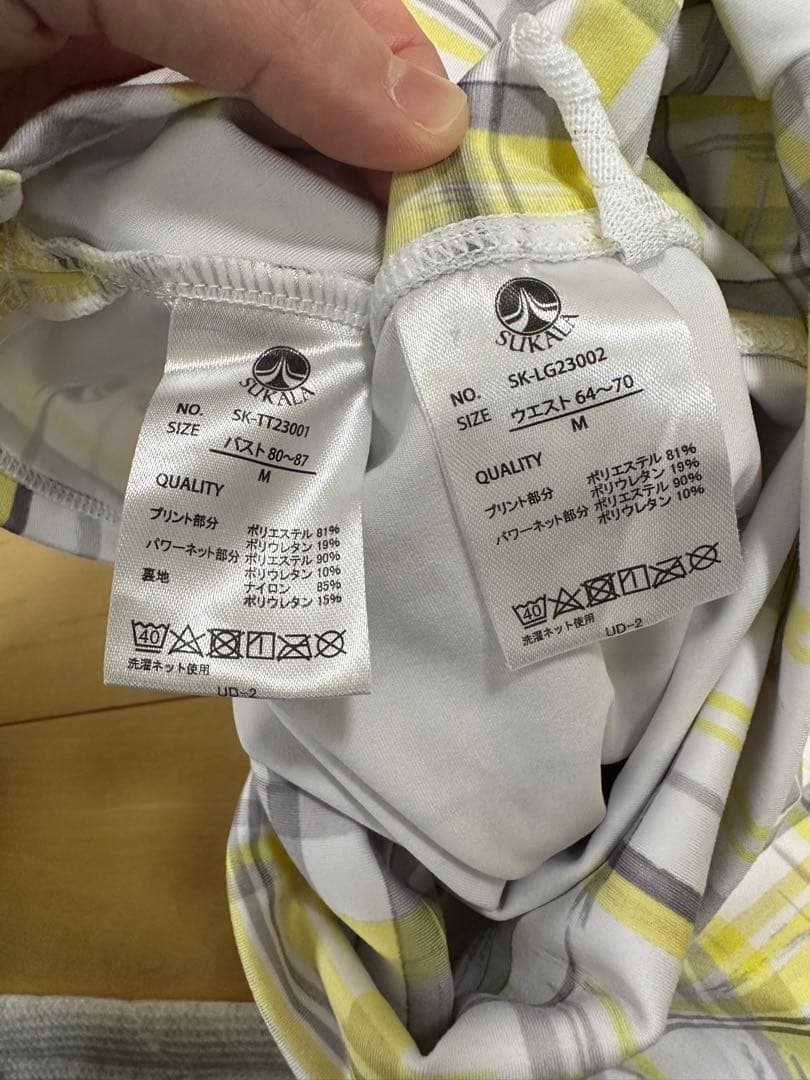 SUKALA
NO. SK-TT23001
SIZE バスト 80~87
M
QUALITY
プリント部分 ポリエステル 81%
ポリウレタン 19%
パワーネット部分 ポリエステル 90%
ポリウレタン 10%
裏地 ナイロン 85%
ポリウレタン 15%
40
洗濯ネット使用
UD-2
SUKALA
NO. SK-LG23002
SIZE ウエスト 64~70
M
QUALITY
プリント部分 ポリエステル 81%
ポリウレタン 19%
パワーネット部分 ポリエステル 90%
ポリウレタン 10%
40
洗濯ネット使用
UD-2